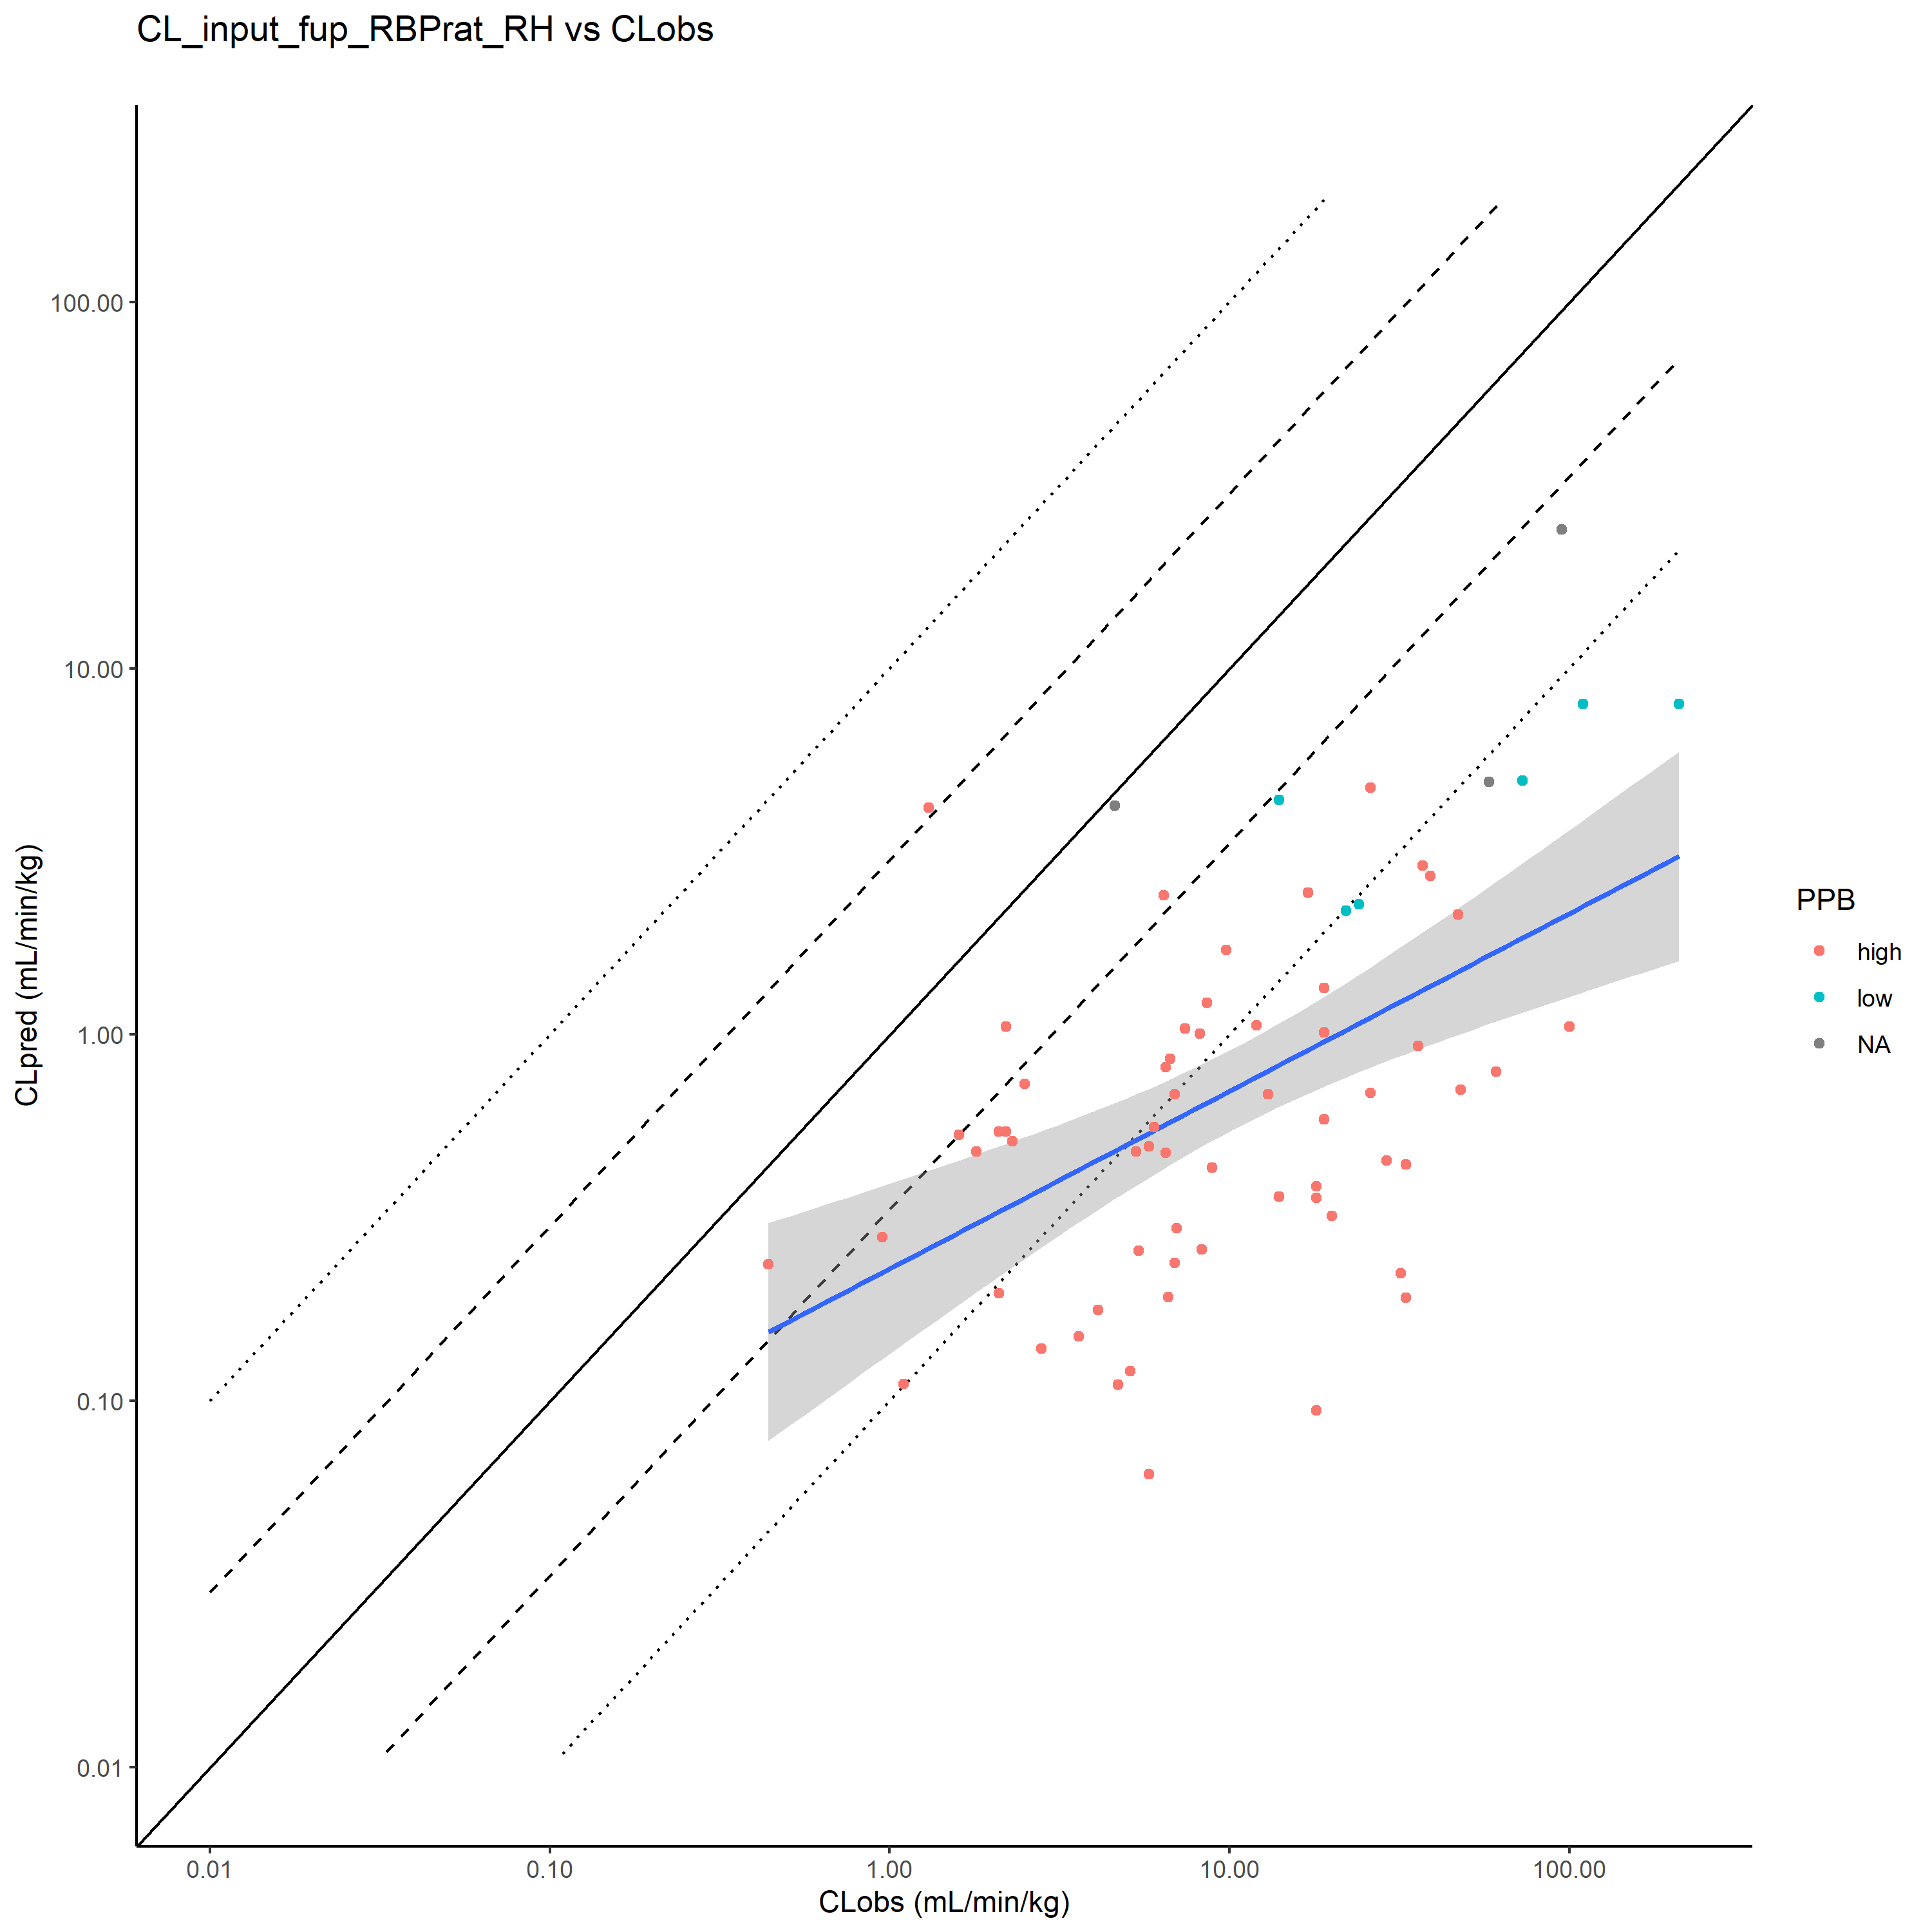 CL_input_fup_RBPrat_RH vs CLobs
100.00
10.00
1.00
0.10
0.01
CLpred (mL/min/kg)
0.01
0.10
1.00
10.00
100.00
CLobs (mL/min/kg)
PPB
high
low
NA